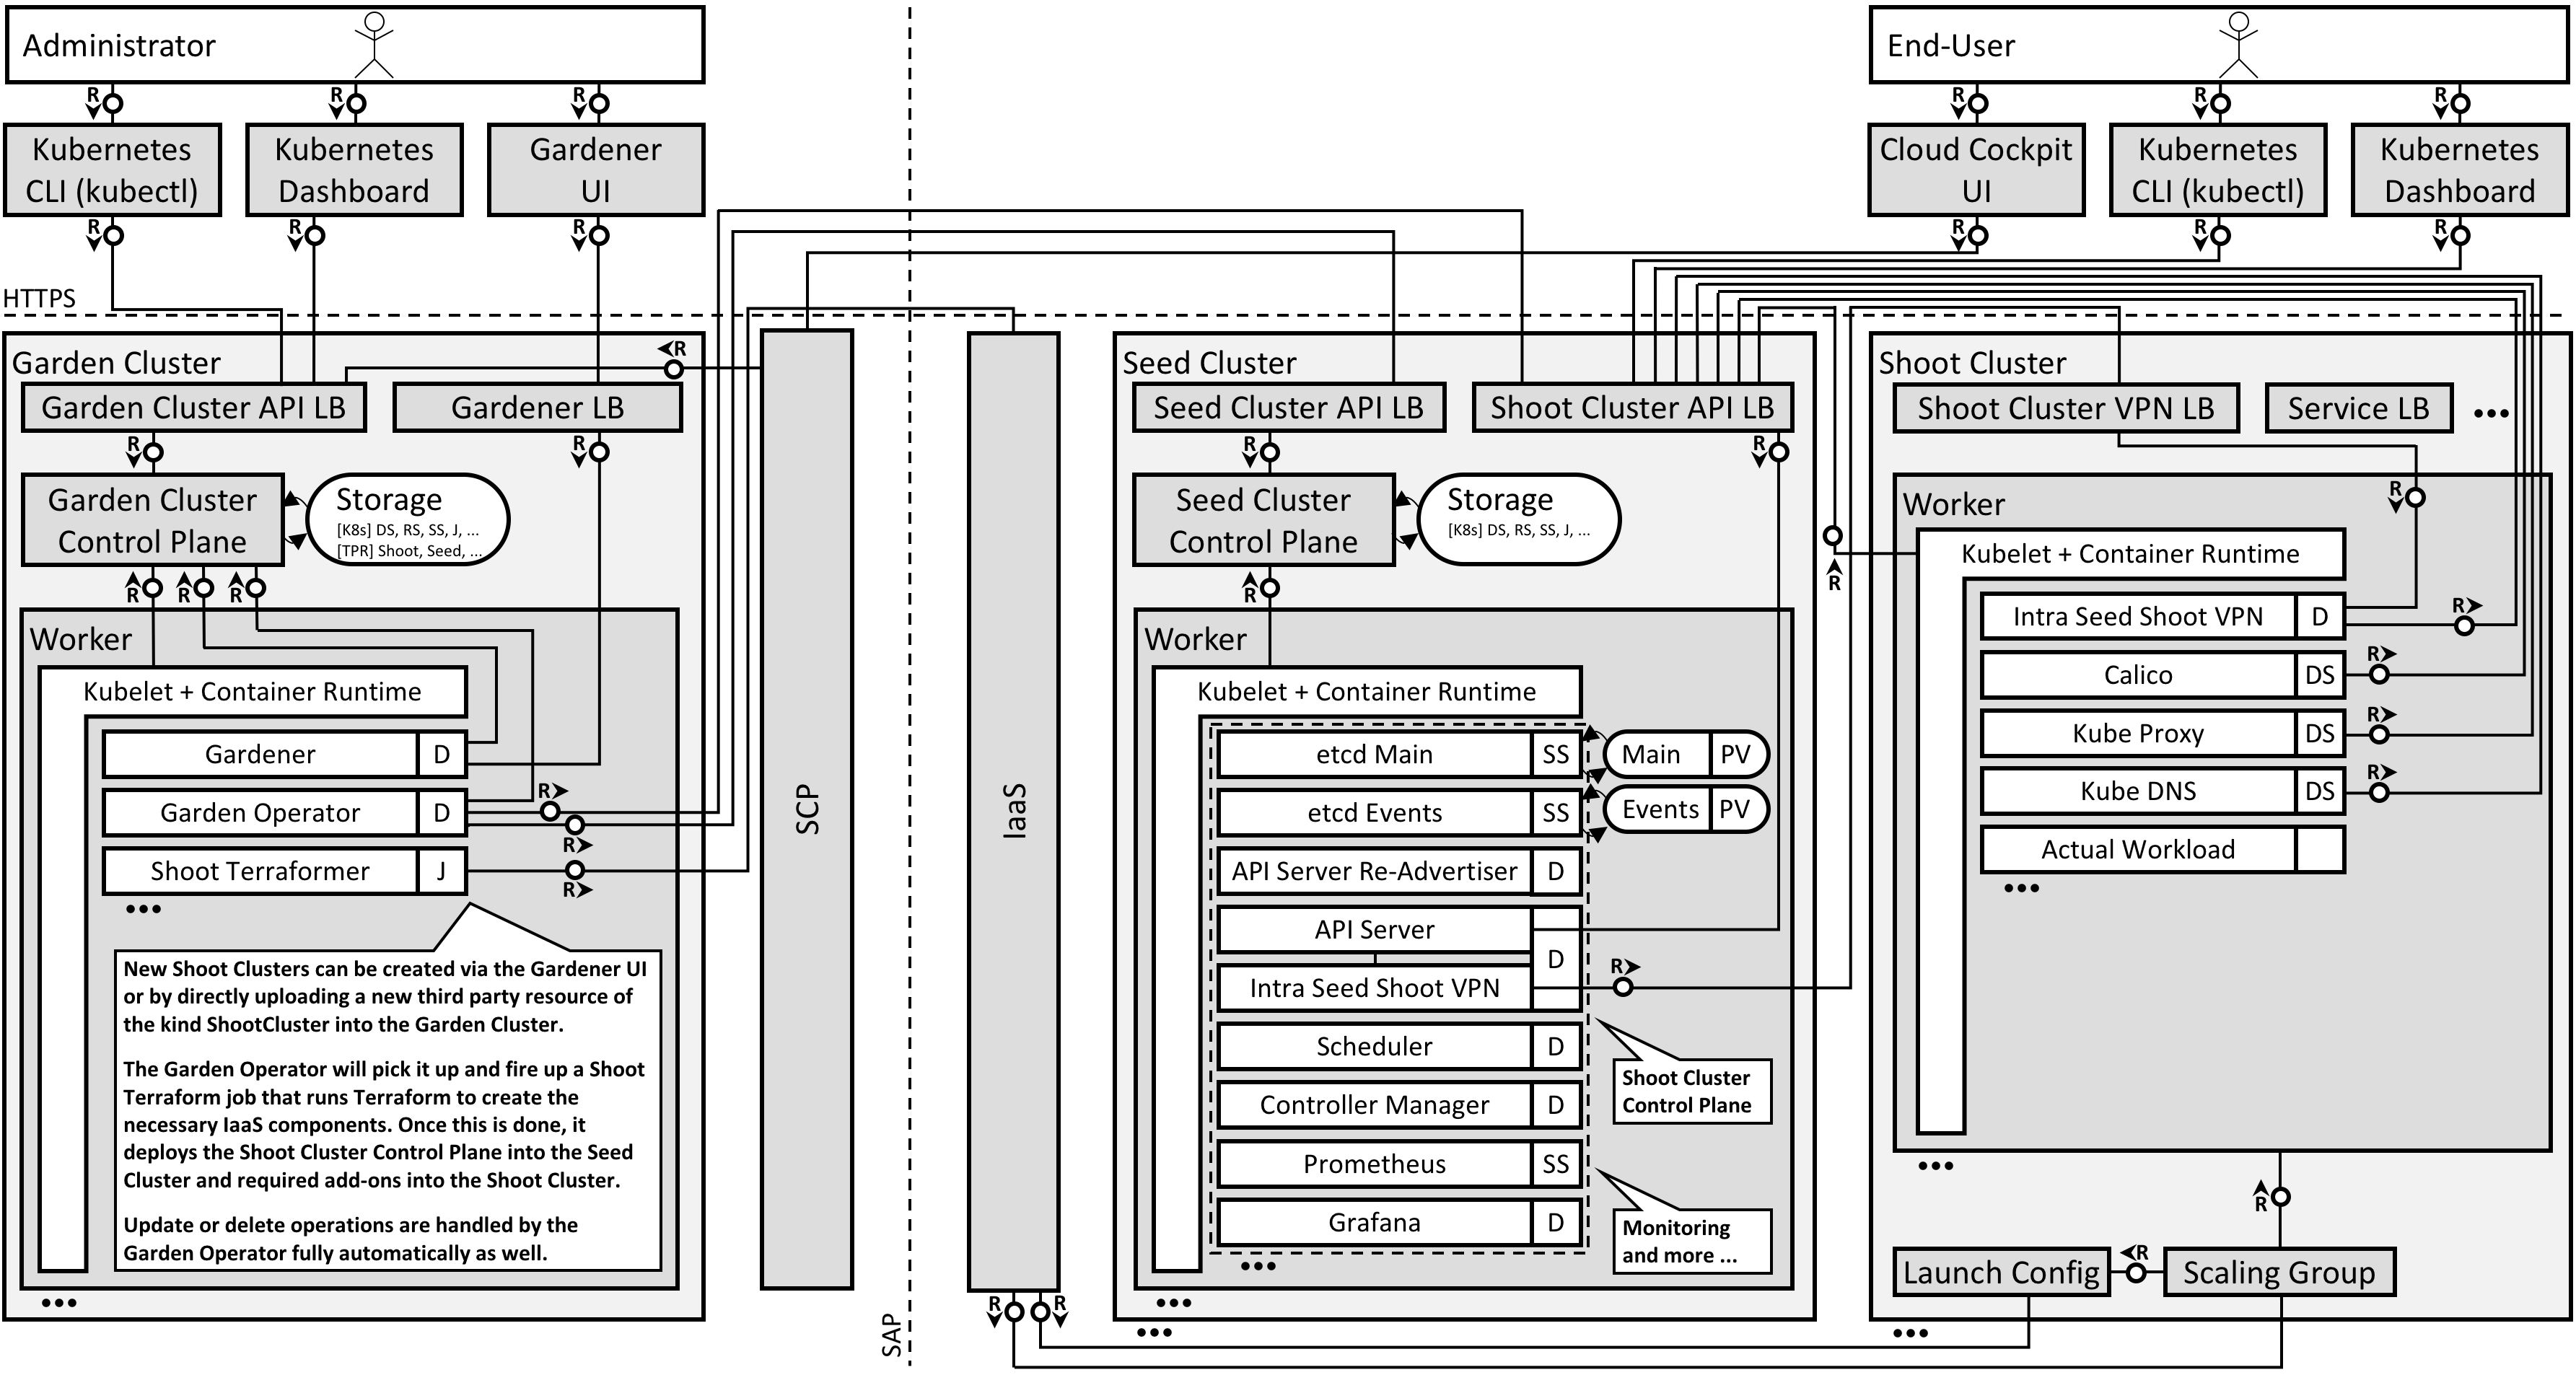 Administrator
R
R
R
Kubernetes
CLI (kubectl)
Kubernetes
Dashboard
Gardener
UI
R
R
R
End-User
R
R
R
Cloud Cockpit
UI
Kubernetes
CLI (kubectl)
Kubernetes
Dashboard
R
R
R
HTTPS
Garden Cluster
R
Garden Cluster API LB
Gardener LB
R
R
Garden Cluster
Control Plane
Storage
[K8s] DS, RS, SS, J, ...
[TPR] Shoot, Seed, ...
R
R
R
Worker
Kubelet + Container Runtime
Gardener D
Garden Operator D
R
R
Shoot Terraformer J
R
•••
New Shoot Clusters can be created via the Gardener UI
or by directly uploading a new third party resource of
the kind ShootCluster into the Garden Cluster.
The Garden Operator will pick it up and fire up a Shoot
Terraform job that runs Terraform to create the
necessary IaaS components. Once this is done, it
deploys the Shoot Cluster Control Plane into the Seed
Cluster and required add-ons into the Shoot Cluster.
Update or delete operations are handled by the
Garden Operator fully automatically as well.
•••
SCP
SAP
IaaS
R
R
Seed Cluster
Seed Cluster API LB
Shoot Cluster API LB
R
R
Seed Cluster
Control Plane
Storage
[K8s] DS, RS, SS, J, ...
R
Worker
Kubelet + Container Runtime
etcd Main SS
Main PV
etcd Events SS
Events PV
API Server Re-Advertiser D
API Server
D
Intra Seed Shoot VPN
R
Scheduler D
Shoot Cluster
Control Plane
Controller Manager D
Prometheus SS
Grafana D
Monitoring
and more ...
•••
•••
•••
R
Shoot Cluster
Shoot Cluster VPN LB
Service LB
•••
Worker
R
Kubelet + Container Runtime
Intra Seed Shoot VPN D
R
Calico DS
R
Kube Proxy DS
R
Kube DNS DS
R
Actual Workload
•••
•••
R
Launch Config
R
Scaling Group
•••